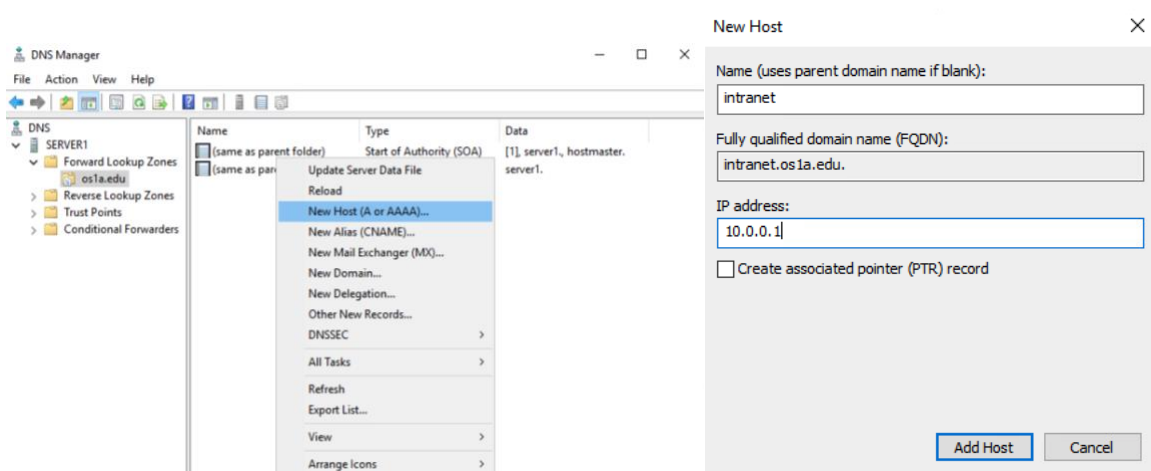 DNS Manager
File Action View Help
DNS
SERVER1
Forward Lookup Zones
os1a.edu
Reverse Lookup Zones
Trust Points
Conditional Forwarders
Name Type Data
(same as parent folder) Start of Authority (SOA) [1], server1., hostmaster.
(same as par server1.
Update Server Data File
Reload
New Host (A or AAAA)...
New Alias (CNAME)...
New Mail Exchanger (MX)...
New Domain...
New Delegation...
Other New Records...
DNSSEC
All Tasks
Refresh
Export List...
View
Arrange Icons
New Host
Name (uses parent domain name if blank):
intranet
Fully qualified domain name (FQDN):
intranet.os1a.edu.
IP address:
10.0.0.1
Create associated pointer (PTR) record
Add Host Cancel